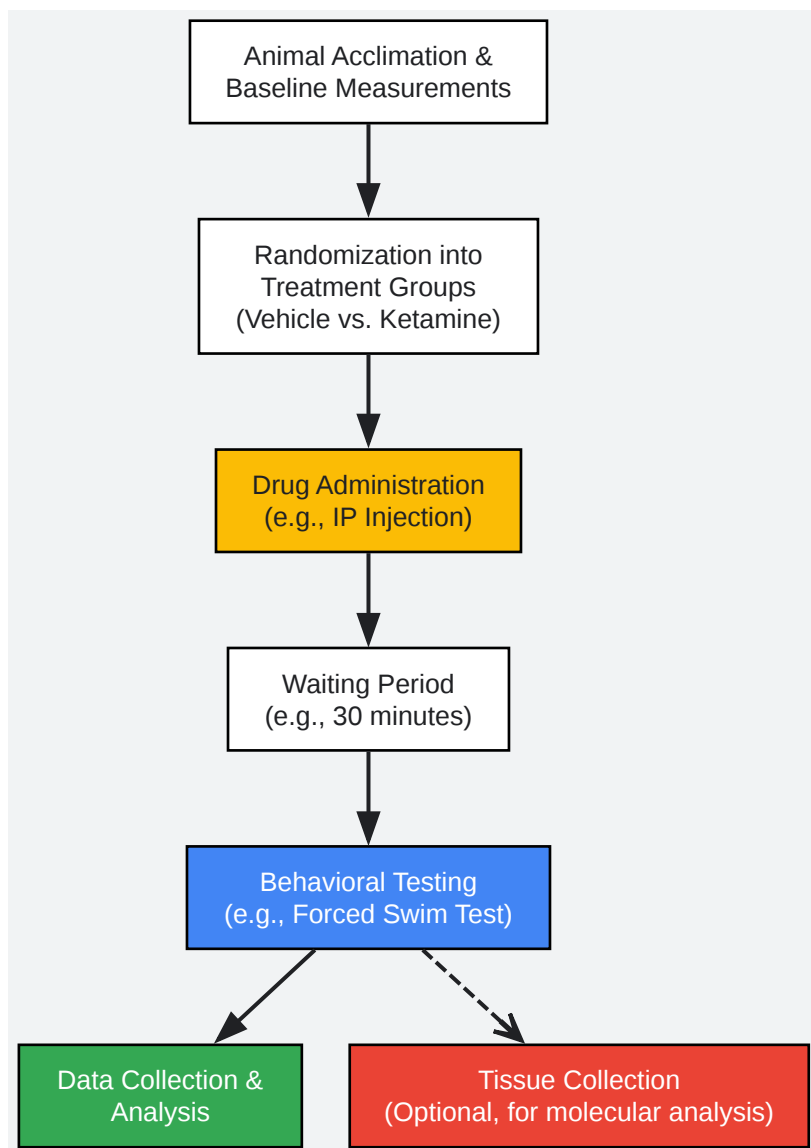 Animal Acclimation &
Baseline Measurements
Randomization into
Treatment Groups
(Vehicle vs. Ketamine)
Drug Administration
(e.g., IP Injection)
Waiting Period
(e.g., 30 minutes)
Behavioral Testing
(e.g., Forced Swim Test)
Data Collection &
Analysis
Tissue Collection
(Optional, for molecular analysis)